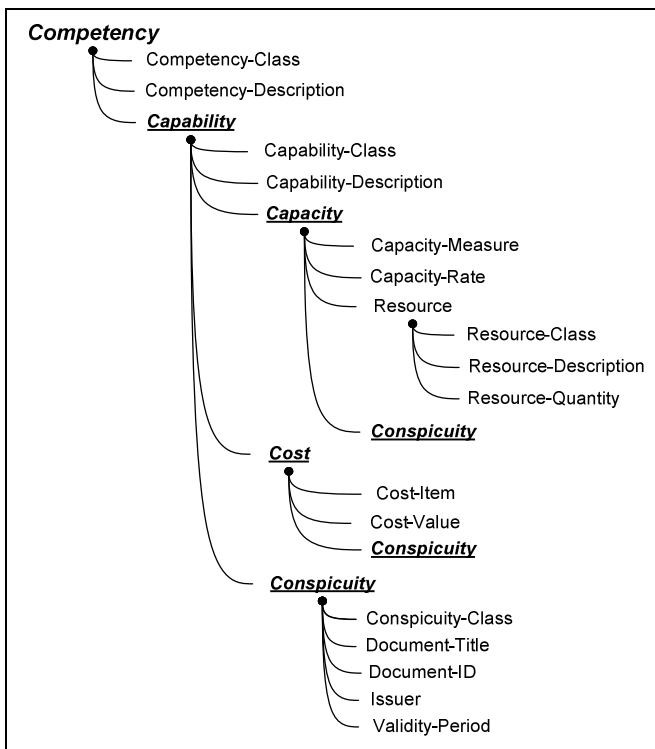 Competency
Competency-Class
Competency-Description
Capability
Capability-Class
Capability-Description
Capacity
Capacity-Measure
Capacity-Rate
Resource
Resource-Class
Resource-Description
Resource-Quantity
Conspicuity
Cost
Cost-Item
Cost-Value
Conspicuity
Conspicuity
Conspicuity-Class
Document-Title
Document-ID
Issuer
Validity-Period